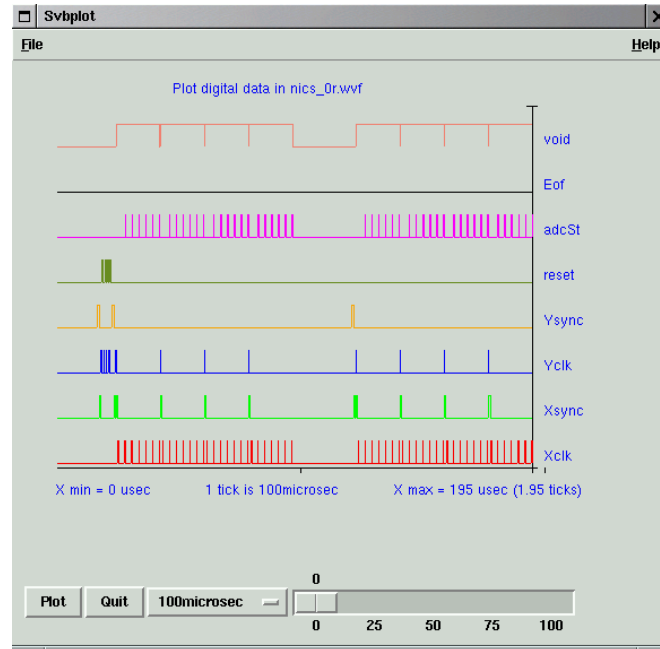 Svbplot
File Help
Plot digital data in nics_0r.wvf
void
Eof
adcSt
reset
Ysync
Yclk
Xsync
Xclk
X min = 0 usec 1 tick is 100microsec X max = 195 usec (1.95 ticks)
0
Plot Quit 100microsec
0 25 50 75 100